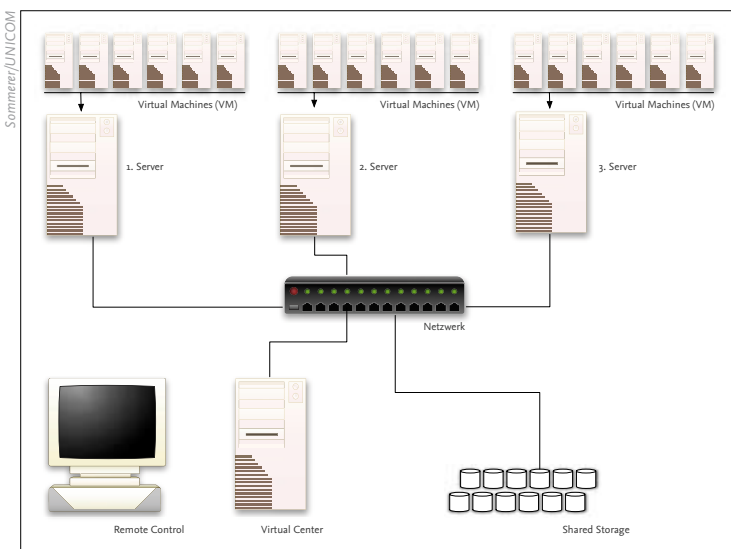 Sommerer/UNICOM
Virtual Machines (VM)
Virtual Machines (VM)
Virtual Machines (VM)
1. Server
2. Server
3. Server
Netzwerk
Remote Control
Virtual Center
Shared Storage